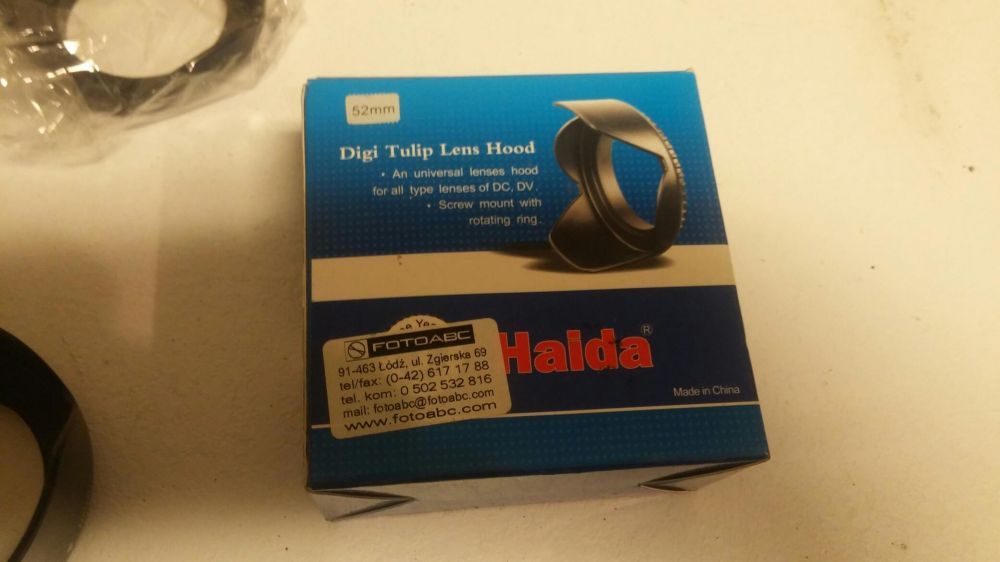 52mm
Digi Tulip Lens Hood
• An universal lenses hood
for all type lenses of DC, DV.
• Screw mount with
rotating ring.
Haida®
Made in China
FOTOABC
91-463 Łódź, ul. Zgierska 69
tel/fax: (0-42) 617 17 88
tel. kom: 0 502 532 816
mail: fotoabc@fotoabc.com
www.fotoabc.com